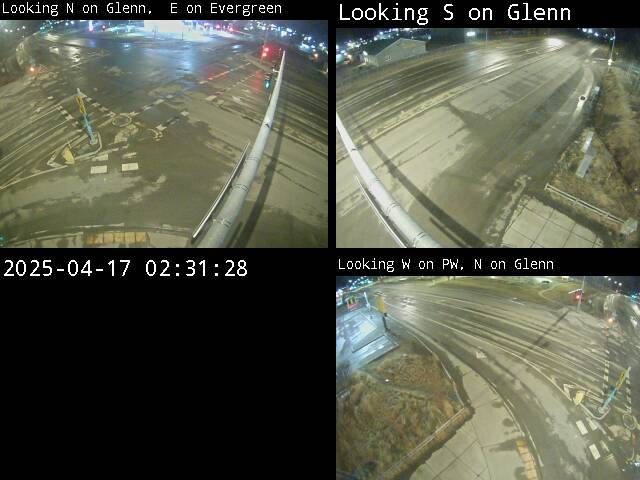 Looking N on Glenn, E on Evergreen
Looking S on Glenn
2025-04-17 02:31:28
Looking W on PW, N on Glenn